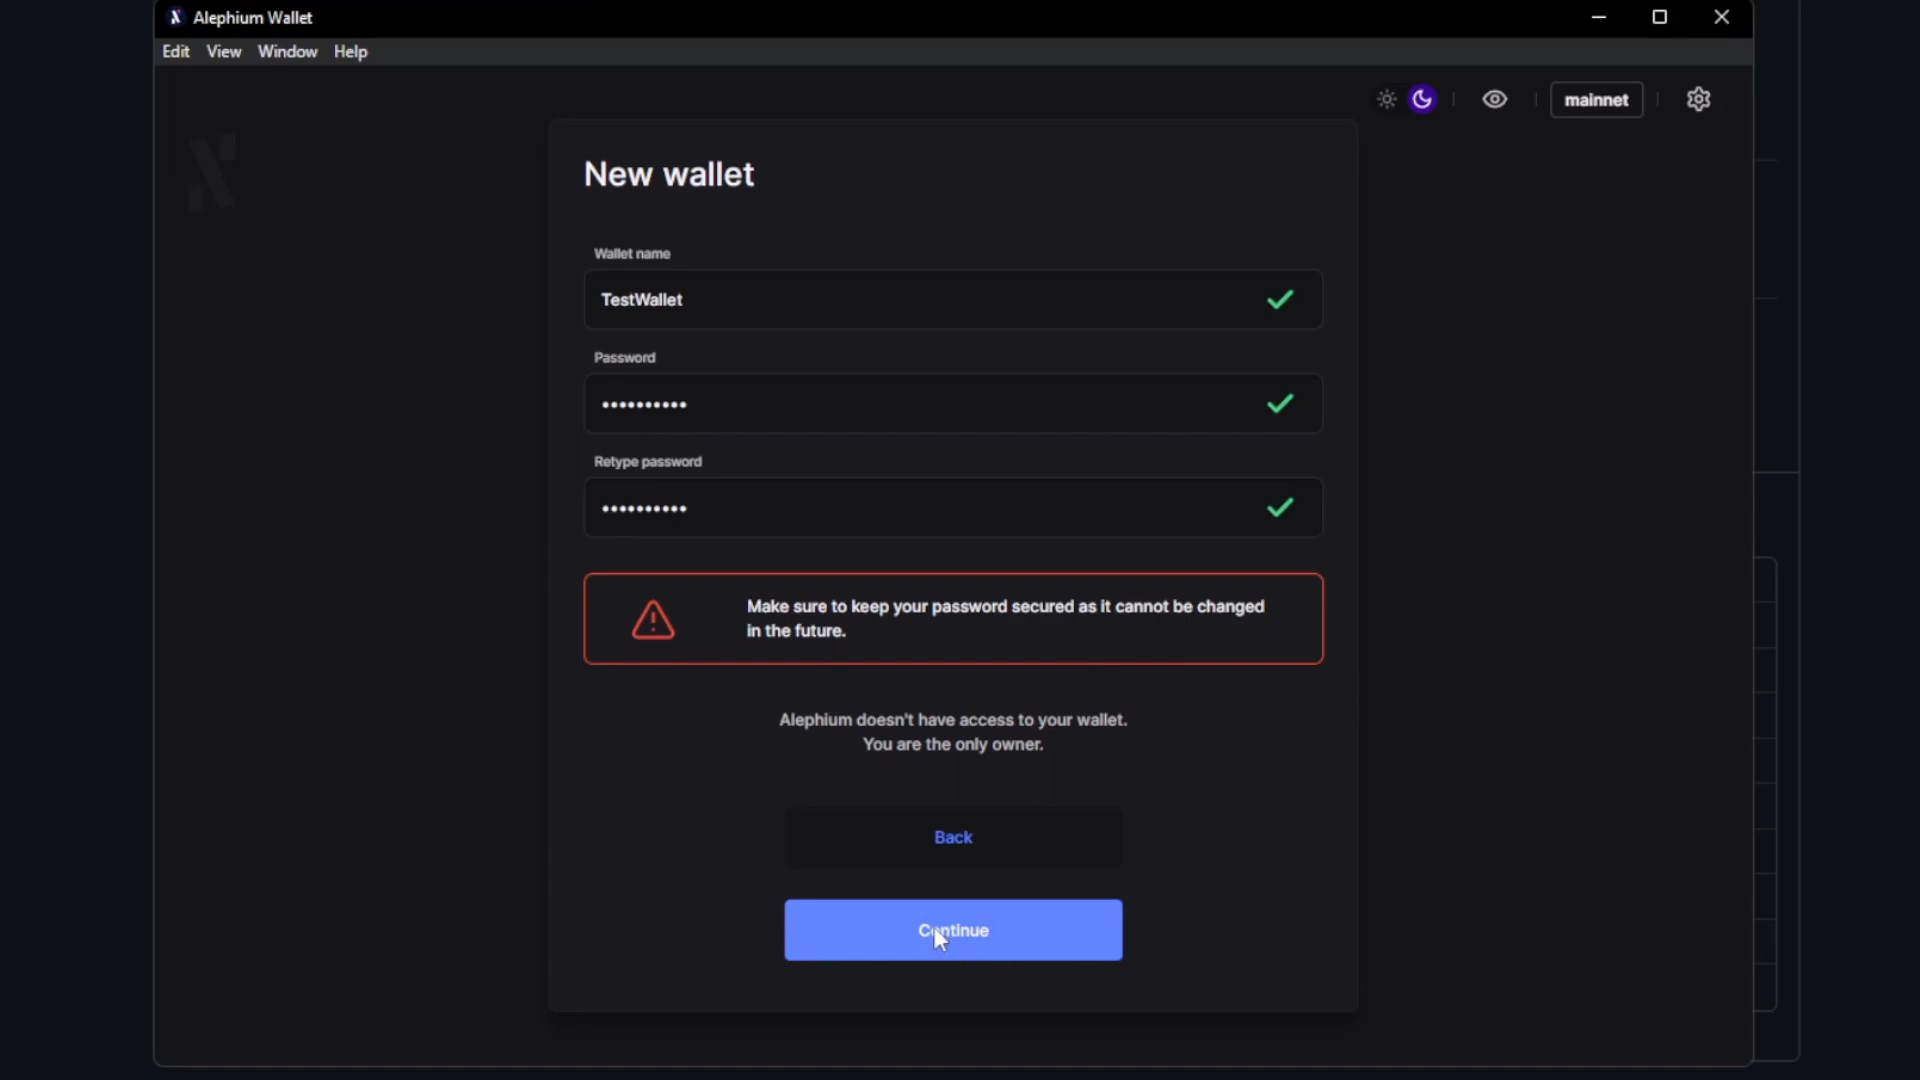 Alephium Wallet
Edit View Window Help
mainnet
New wallet
Wallet name
TestWallet
Password
••••••••••
Retype password
••••••••••
Make sure to keep your password secured as it cannot be changed
in the future.
Alephium doesn't have access to your wallet.
You are the only owner.
Back
Continue